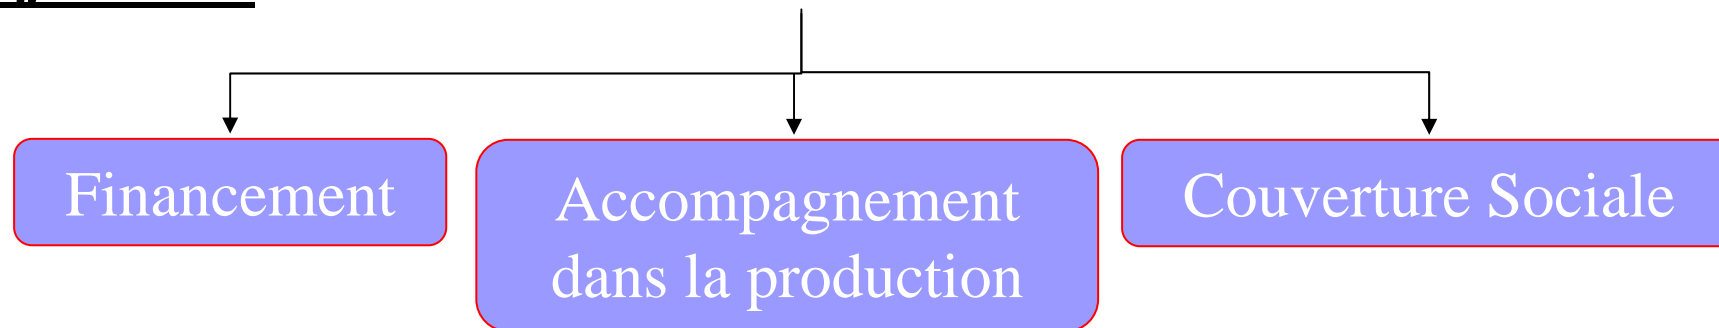 Financement
Accompagnement
dans la production
Couverture Sociale